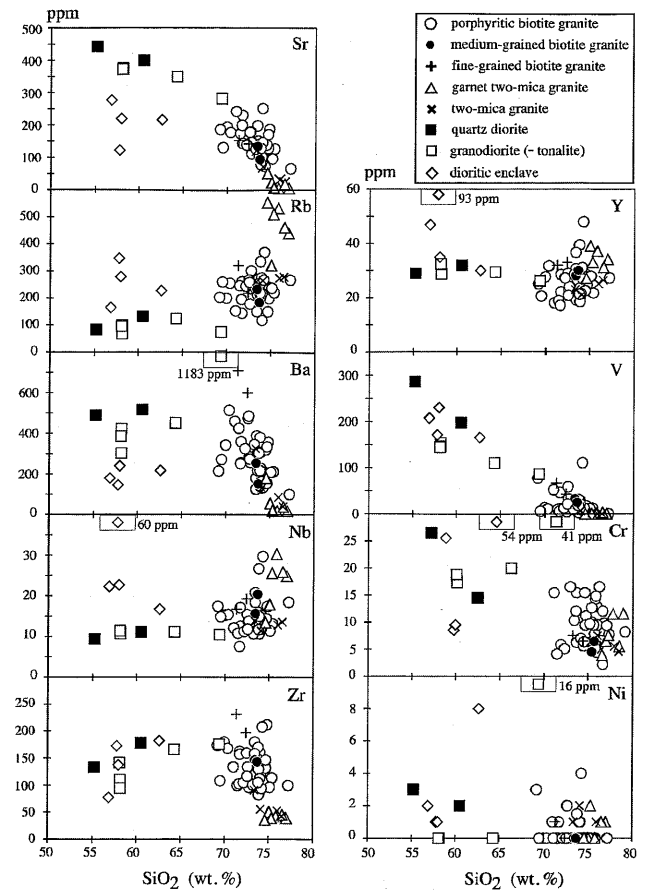 ppm
Sr
500
400
300
200
100
0
porphyritic biotite granite
medium-grained biotite granite
fine-grained biotite granite
garnet two-mica granite
two-mica granite
quartz diorite
granodiorite (– tonalite)
dioritic enclave
Rb
500
400
300
200
100
0
ppm
Y
93 ppm
60
40
20
0
Ba
1183 ppm
600
400
200
0
V
300
200
100
0
Nb
60 ppm
30
20
10
0
Cr
54 ppm
41 ppm
25
20
15
10
5
0
Zr
250
200
150
100
50
0
Ni
16 ppm
8
6
4
2
0
50 55 60 65 70 75 80
50 55 60 65 70 75 80
SiO2 (wt. %)
SiO2 (wt. %)